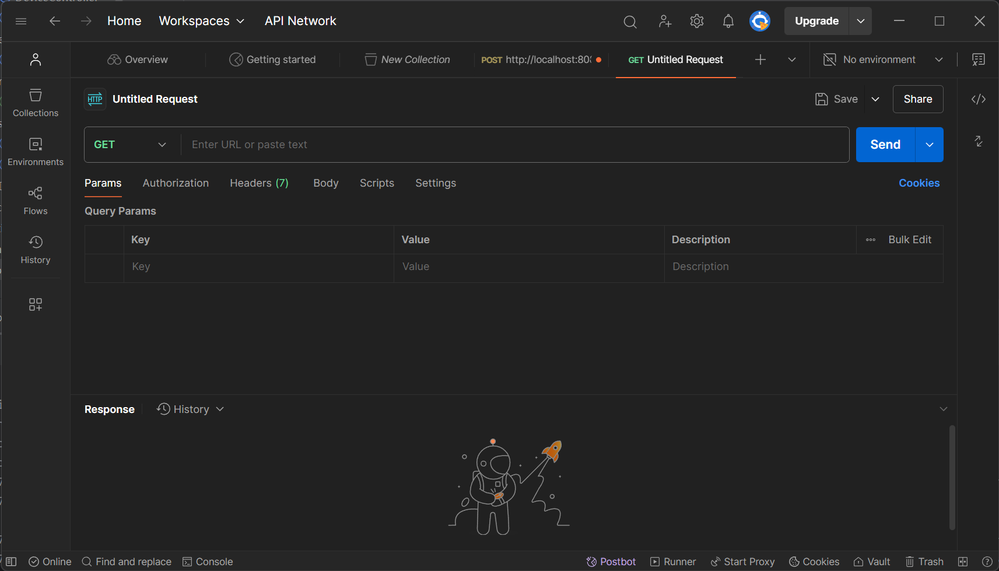 Home Workspaces API Network Upgrade
Overview Getting started New Collection POST http://localhost:80 GET Untitled Request No environment
HTTP Untitled Request Save Share
GET Enter URL or paste text Send
Params Authorization Headers (7) Body Scripts Settings Cookies
Query Params
Key Value Description Bulk Edit
Key Value Description
Collections
Environments
Flows
History
Response History
Online Find and replace Console Postbot Runner Start Proxy Cookies Vault Trash